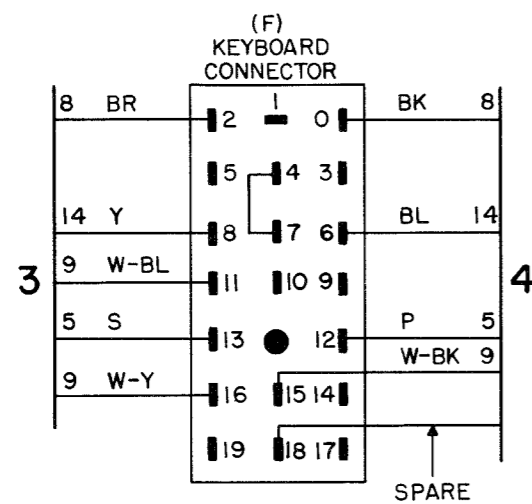 (F)
KEYBOARD
CONNECTOR
8 BR 2 1 0 BK 8
5 4 3
14 Y 8 7 6 BL 14
9 W-BL 11 10 9
3 4
5 S 13 12 P 5
W-BK 9
9 W-Y 16 15 14
19 18 17
SPARE